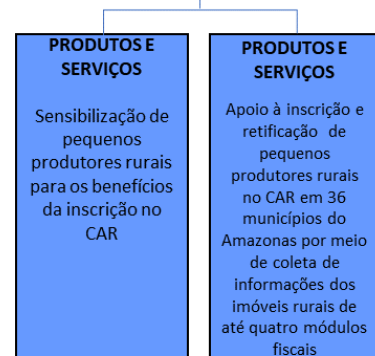 PRODUTOS E
SERVIÇOS
Sensibilização de
pequenos
produtores rurais
para os benefícios
da inscrição no
CAR
PRODUTOS E
SERVIÇOS
Apoio à inscrição e
retificação de
pequenos
produtores rurais
no CAR em 36
municípios do
Amazonas por meio
de coleta de
informações dos
imóveis rurais de
até quatro módulos
fiscais